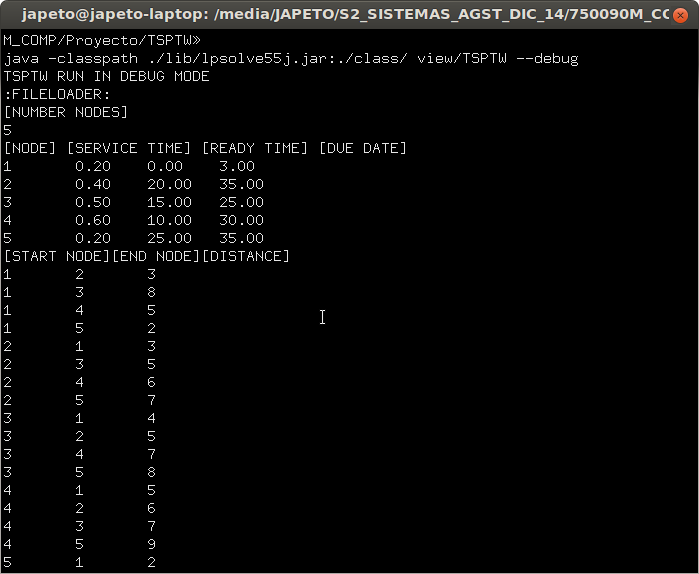 japeto@japeto-laptop: /media/JAPETO/S2_SISTEMAS_AGST_DIC_14/750090M_CO
M_COMP/Proyecto/TSPTW»
java -classpath ./lib/lpsolve55j.jar:./class/ view/TSPTW --debug
TSPTW RUN IN DEBUG MODE
:FILELOADER:
[NUMBER NODES]
5
[NODE] [SERVICE TIME] [READY TIME] [DUE DATE]
1 0.20 0.00 3.00
2 0.40 20.00 35.00
3 0.50 15.00 25.00
4 0.60 10.00 30.00
5 0.20 25.00 35.00
[START NODE][END NODE][DISTANCE]
1 2 3
1 3 8
1 4 5
1 5 2
2 1 3
2 3 5
2 4 6
2 5 7
3 1 4
3 2 5
3 4 7
3 5 8
4 1 5
4 2 6
4 3 7
4 5 9
5 1 2